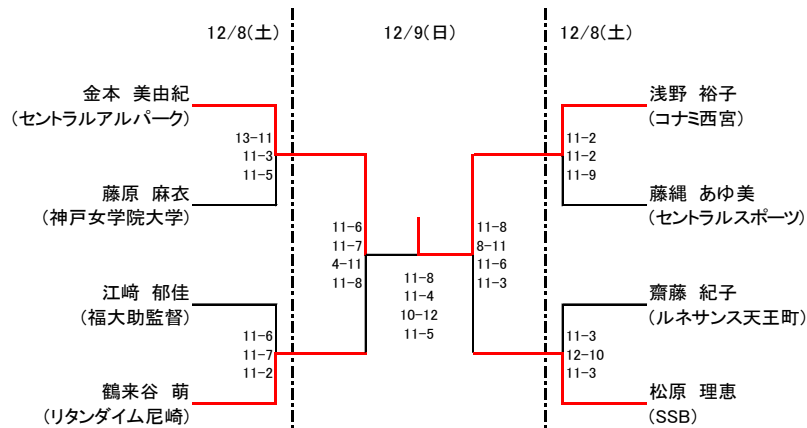 12/8(土)
12/9(日)
12/8(土)
金本 美由紀
(セントラルアルパーク)
13-11
11-3
11-5
藤原 麻衣
(神戸女学院大学)
江﨑 郁佳
(福大助監督)
11-6
11-7
11-2
鶴来谷 萌
(リタンダイム尼崎)
11-6
11-7
4-11
11-8
11-8
11-4
10-12
11-5
11-8
8-11
11-6
11-3
浅野 裕子
(コナミ西宮)
11-2
11-2
11-9
藤縄 あゆ美
(セントラルスポーツ)
齋藤 紀子
(ルネサンス天王町)
11-3
12-10
11-3
松原 理恵
(SSB)